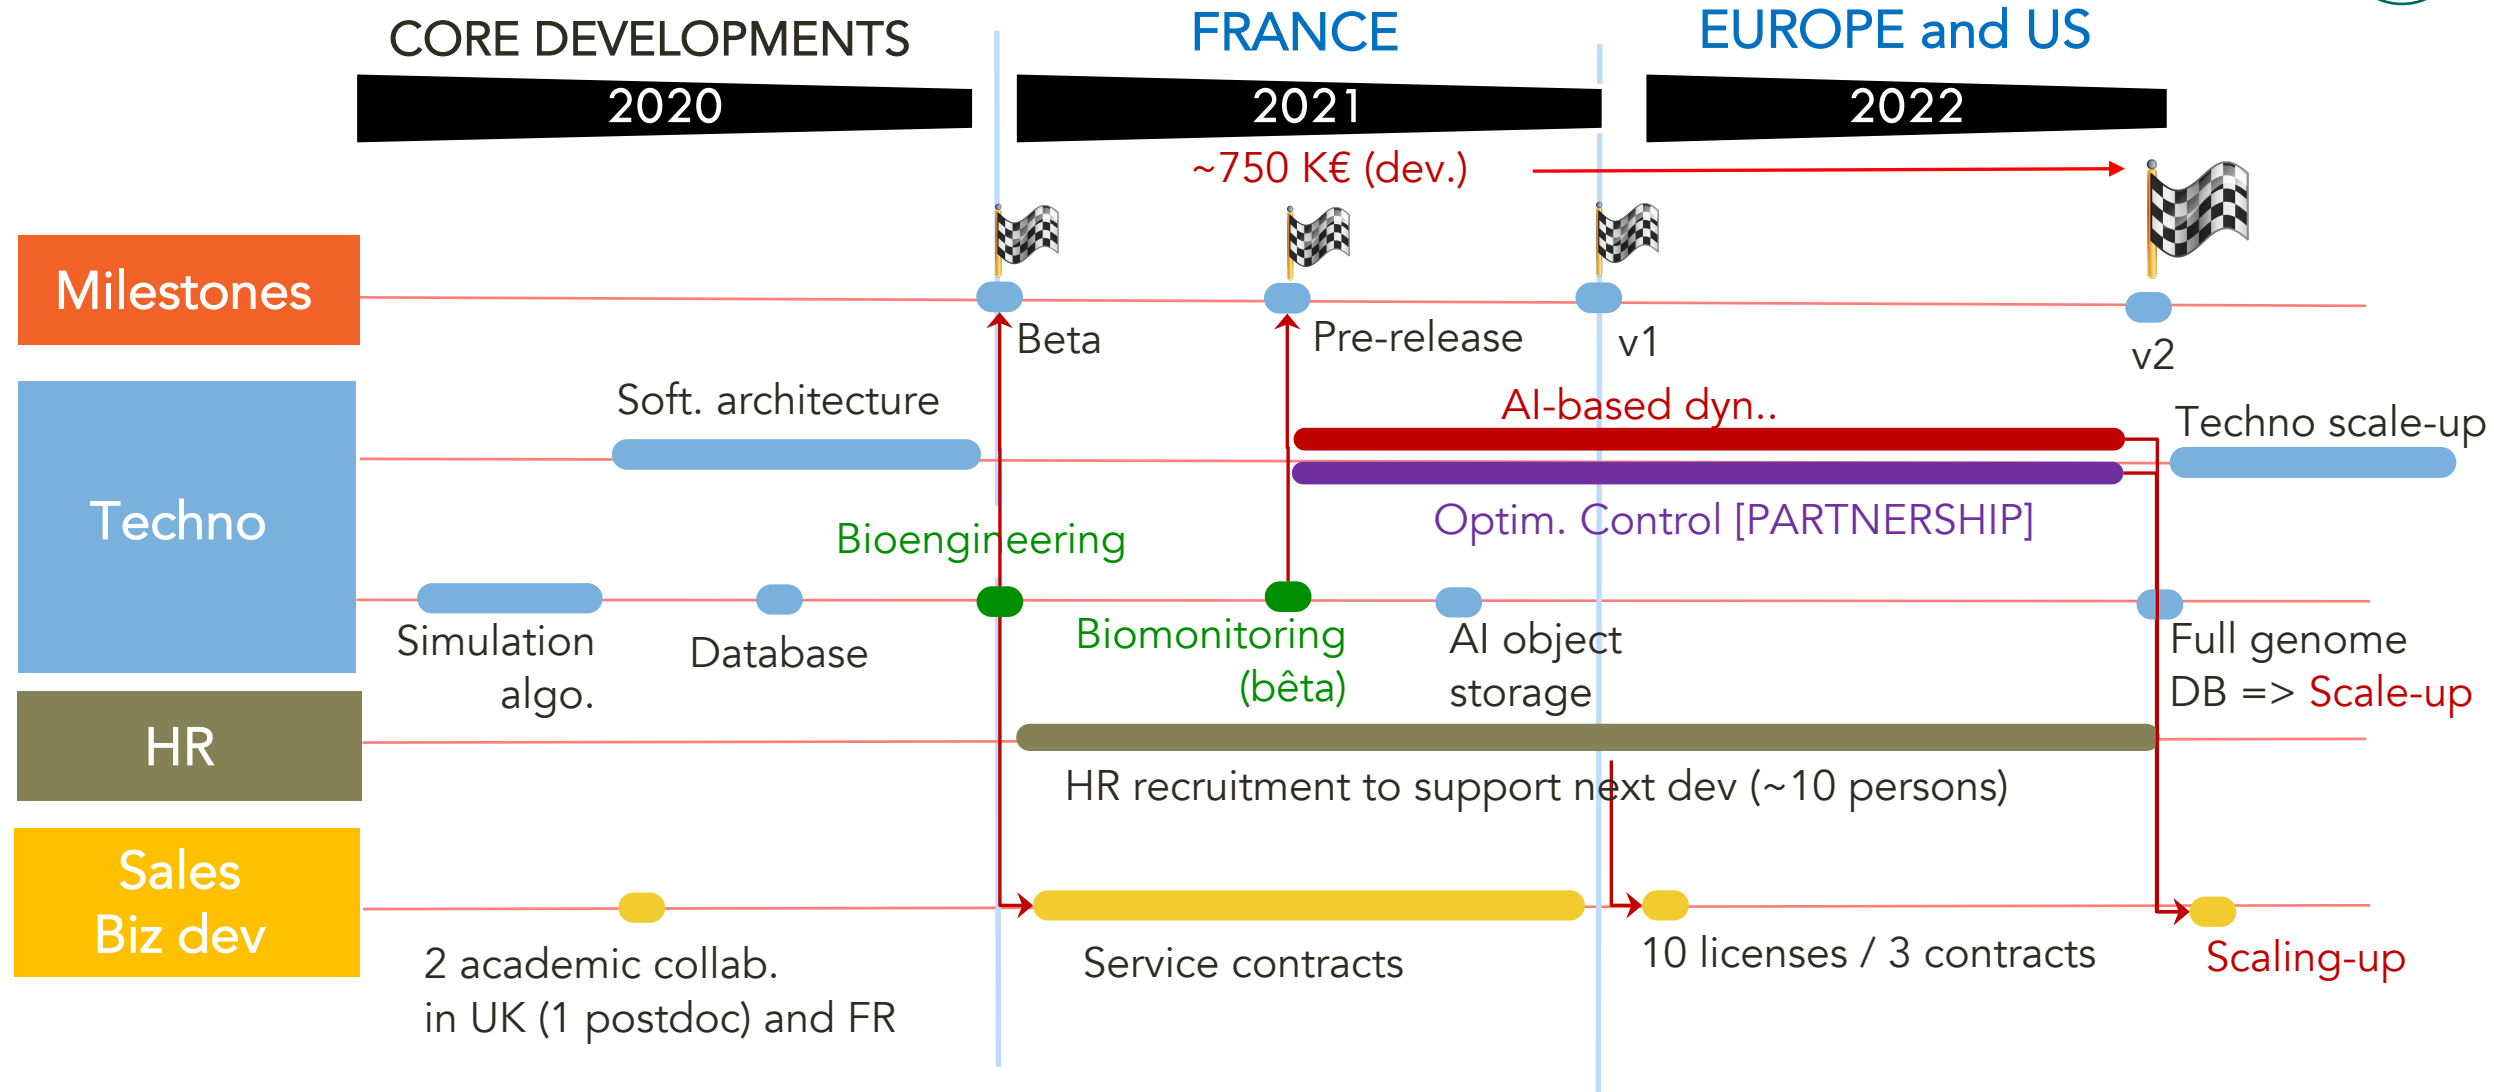 CORE DEVELOPMENTS
FRANCE
EUROPE and US
2020
2021
2022
~750 K€ (dev.)
Milestones
Beta
Pre-release
v1
v2
Techno
Soft. architecture
AI-based dyn..
Techno scale-up
Optim. Control [PARTNERSHIP]
Bioengineering
Simulation
algo.
Database
Biomonitoring
(bêta)
AI object
storage
Full genome
DB => Scale-up
HR
HR recruitment to support next dev (~10 persons)
Sales
Biz dev
2 academic collab.
in UK (1 postdoc) and FR
Service contracts
10 licenses / 3 contracts
Scaling-up